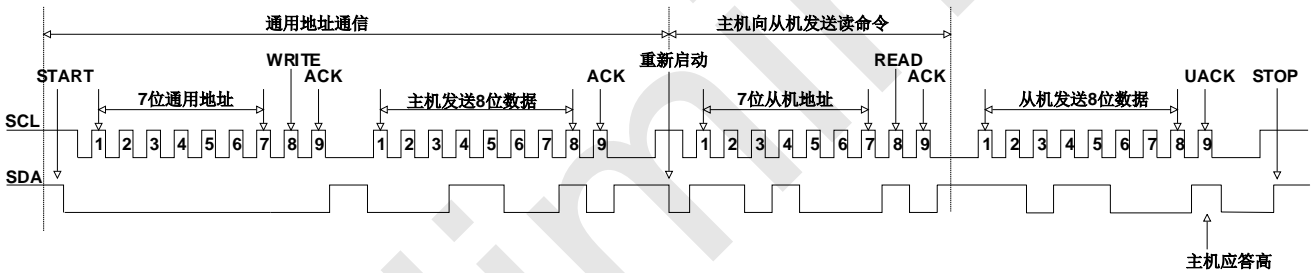 通用地址通信 主机向从机发送读命令
WRITE 重新启动 READ
START ACK ACK ACK UACK STOP
7位通用地址 主机发送8位数据 7位从机地址 从机发送8位数据
SCL
1 2 3 4 5 6 7 8 9 1 2 3 4 5 6 7 8 9 1 2 3 4 5 6 7 8 9 1 2 3 4 5 6 7 8 9
SDA
主机应答高